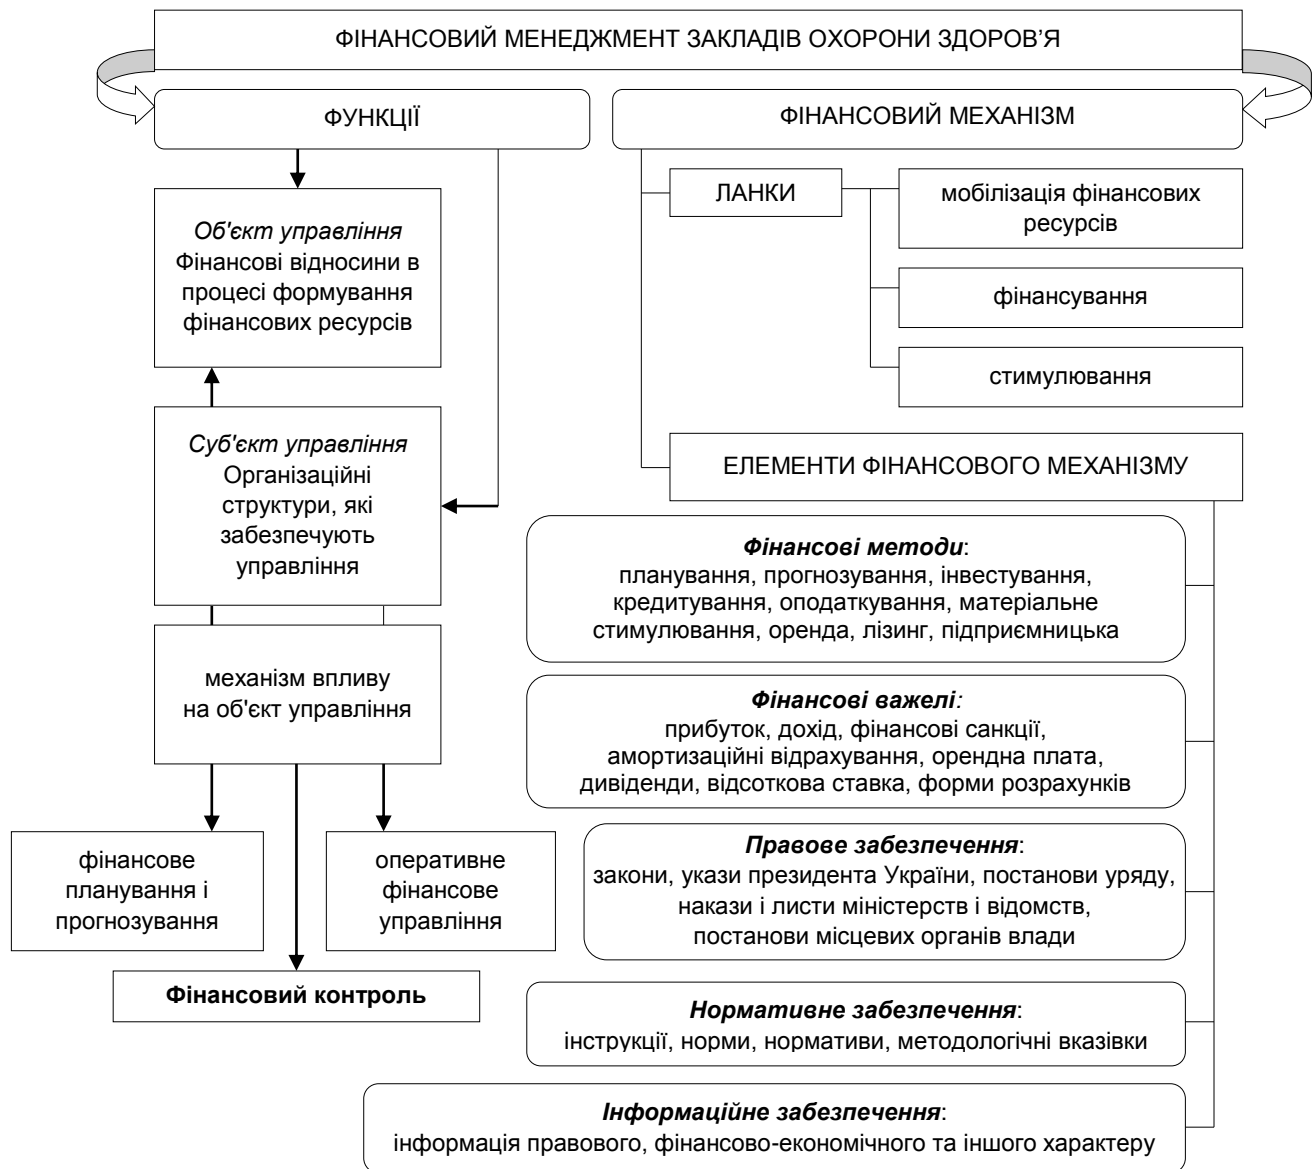 ФІНАНСОВИЙ МЕНЕДЖМЕНТ ЗАКЛАДІВ ОХОРОНИ ЗДОРОВ’Я
ФУНКЦІЇ
Об'єкт управління
Фінансові відносини в
процесі формування
фінансових ресурсів
Суб'єкт управління
Організаційні
структури, які
забезпечують
управління
механізм впливу
на об'єкт управління
фінансове
планування і
прогнозування
оперативне
фінансове
управління
Фінансовий контроль
ФІНАНСОВИЙ МЕХАНІЗМ
ЛАНКИ
мобілізація фінансових
ресурсів
фінансування
стимулювання
ЕЛЕМЕНТИ ФІНАНСОВОГО МЕХАНІЗМУ
Фінансові методи:
планування, прогнозування, інвестування,
кредитування, оподаткування, матеріальне
стимулювання, оренда, лізинг, підприємницька
Фінансові важелі:
прибуток, дохід, фінансові санкції,
амортизаційні відрахування, орендна плата,
дивіденди, відсоткова ставка, форми розрахунків
Правове забезпечення:
закони, укази президента України, постанови уряду,
накази і листи міністерств і відомств,
постанови місцевих органів влади
Нормативне забезпечення:
інструкції, норми, нормативи, методологічні вказівки
Інформаційне забезпечення:
інформація правового, фінансово-економічного та іншого характеру